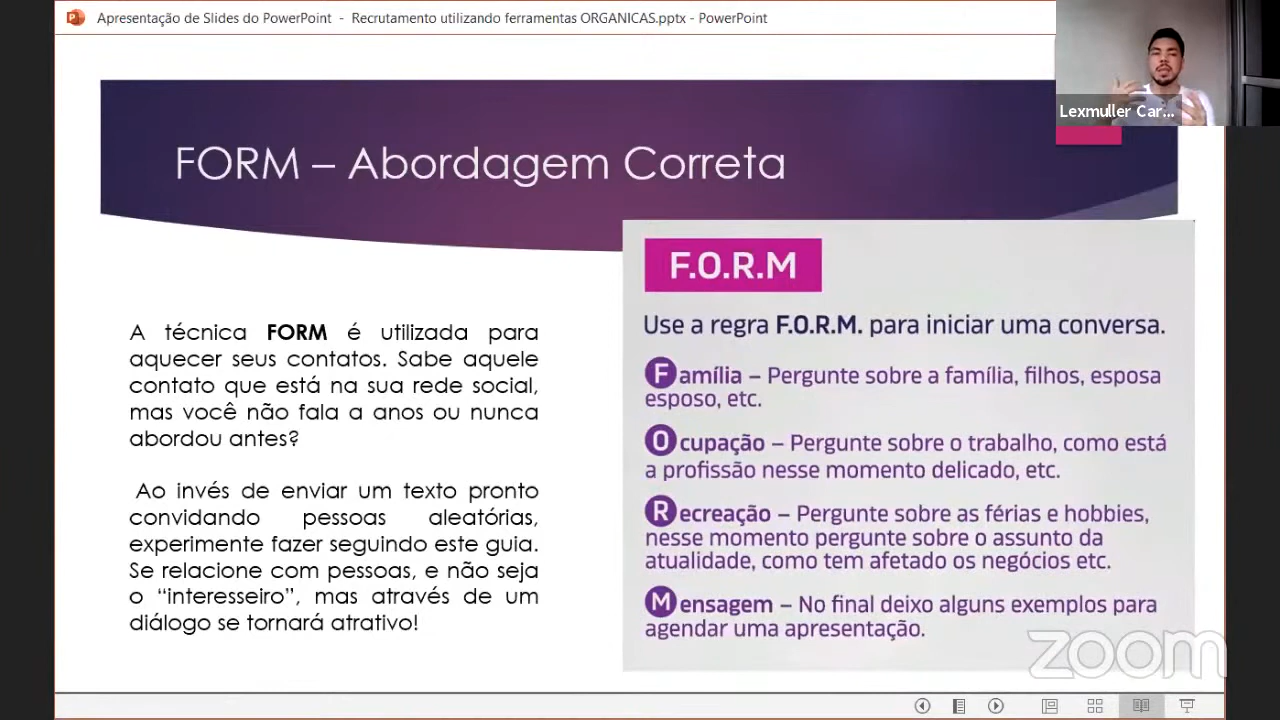 Apresentação de Slides do PowerPoint - Recrutamento utilizando ferramentas ORGANICAS.pptx - PowerPoint
Lexmuller Car...
FORM – Abordagem Correta
A técnica FORM é utilizada para
aquecer seus contatos. Sabe aquele
contato que está na sua rede social,
mas você não fala a anos ou nunca
abordou antes?
Ao invés de enviar um texto pronto
convidando pessoas aleatórias,
experimente fazer seguindo este guia.
Se relacione com pessoas, e não seja
o “interesseiro”, mas através de um
diálogo se tornará atrativo!
F.O.R.M
Use a regra F.O.R.M. para iniciar uma conversa.
Família – Pergunte sobre a família, filhos, esposa
esposo, etc.
Ocupação – Pergunte sobre o trabalho, como está
a profissão nesse momento delicado, etc.
Recreação – Pergunte sobre as férias e hobbies,
nesse momento pergunte sobre o assunto da
atualidade, como tem afetado os negócios etc.
Mensagem – No final deixo alguns exemplos para
agendar uma apresentação.
zoom